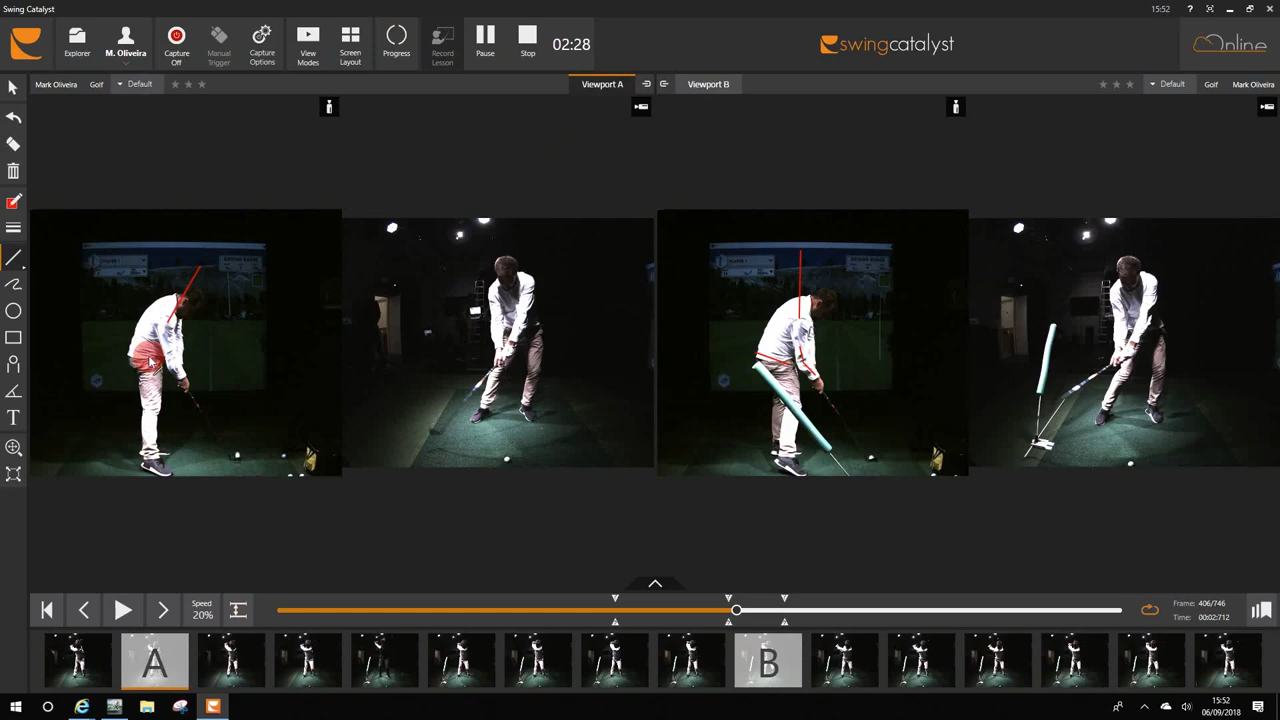 Swing Catalyst
15:52
Explorer
M. Oliveira
Capture
Off
Manual
Trigger
Capture
Options
View
Modes
Screen
Layout
Progress
Record
Lesson
Pause
Stop
02:28
swingcatalyst
Online
Mark Oliveira
Golf
Default
Viewport A
Viewport B
Default
Golf
Mark Oliveira
T
Speed
20%
Frame: 406/746
Time: 00:02:712
A
B
15:52
06/09/2018